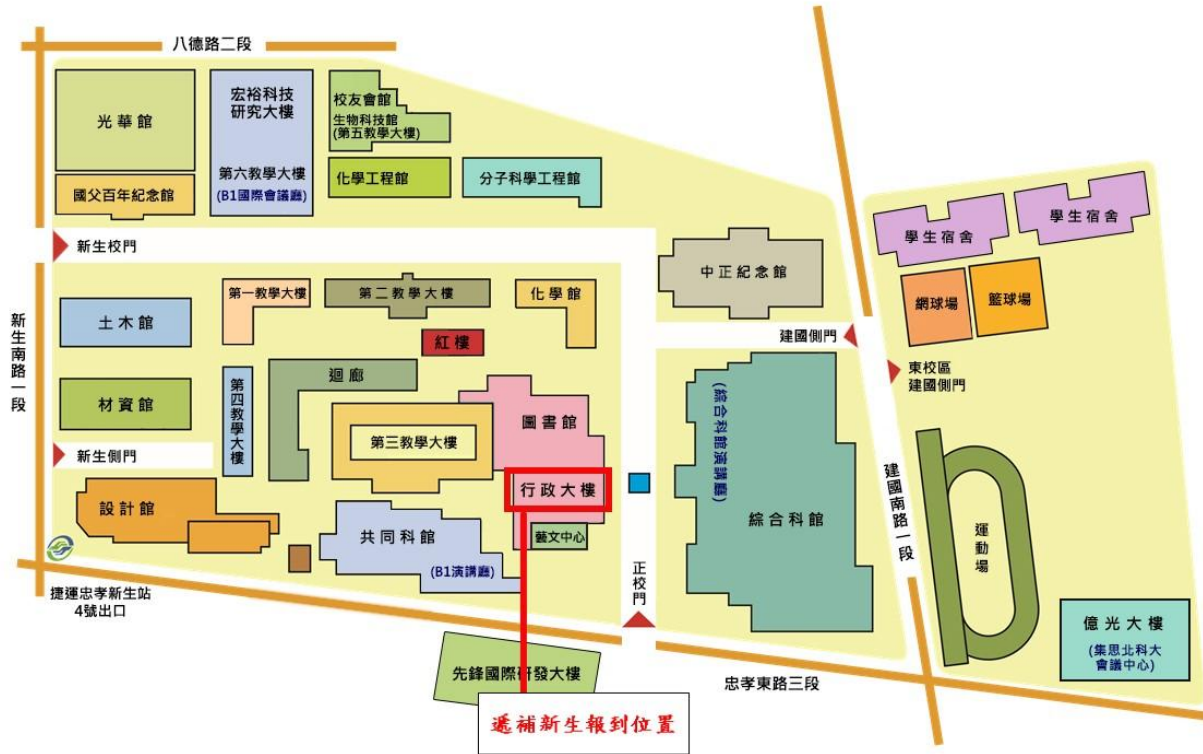 八德路二段
光華館
宏裕科技
研究大樓
第六教學大樓
(B1國際會議廳)
校友會館
生物科技館
(第五教學大樓)
國父百年紀念館
化學工程館
分子科學工程館
學生宿舍
學生宿舍
新生校門
中正紀念館
網球場
籃球場
第一教學大樓
第二教學大樓
化學館
土木館
紅樓
建國側門
東校區
建國側門
新生南路一段
材資館
第四教學大樓
迴廊
圖書館
第三教學大樓
(綜合科館演講廳)
新生側門
行政大樓
綜合科館
建國南路一段
設計館
共同科館
(B1演講廳)
藝文中心
運動場
正校門
捷運忠孝新生站
4號出口
億光大樓
(集思北科大
會議中心)
先鋒國際研發大樓
忠孝東路三段
遞補新生報到位置